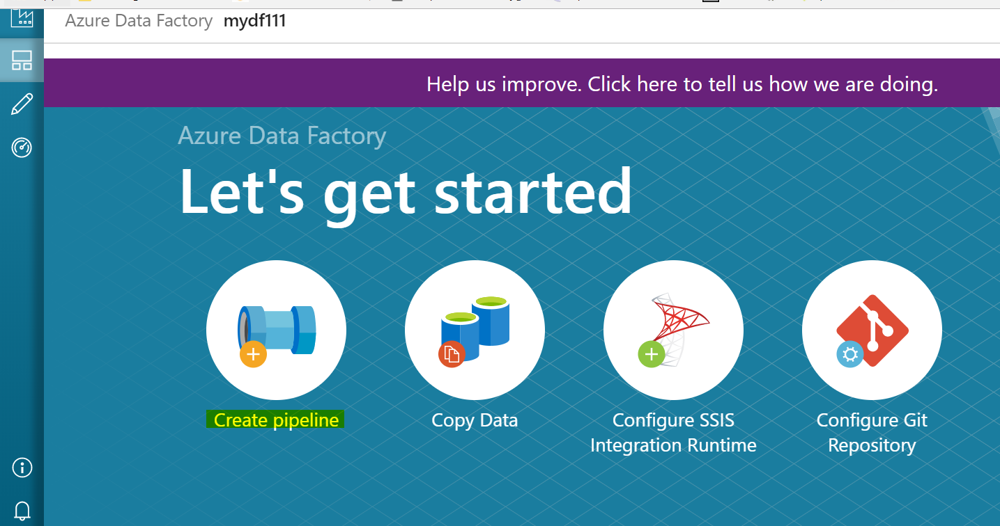 Azure Data Factory mydf111
Help us improve. Click here to tell us how we are doing.
Azure Data Factory
Let's get started
Create pipeline
Copy Data
Configure SSIS
Integration Runtime
Configure Git
Repository